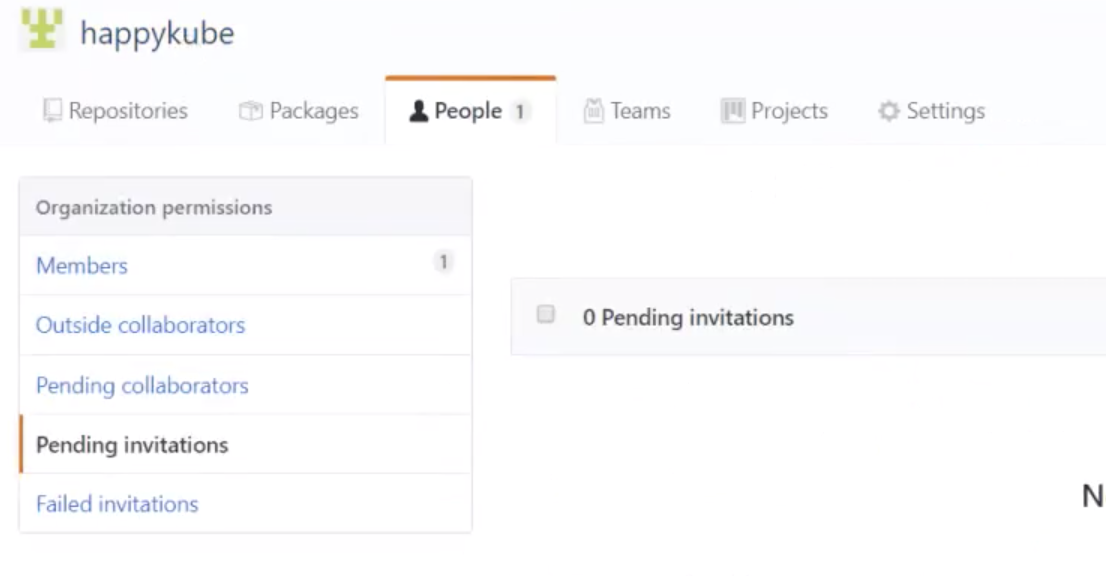 happykube
Repositories Packages People 1 Teams Projects Settings
Organization permissions
Members 1
Outside collaborators
Pending collaborators
Pending invitations
Failed invitations
0 Pending invitations
N